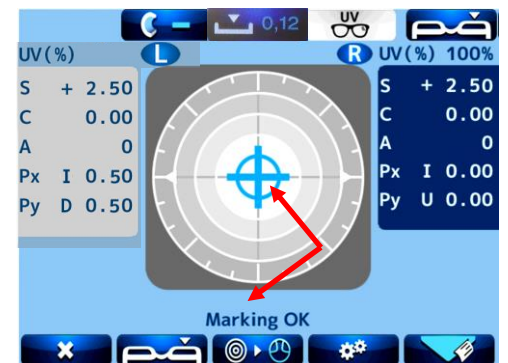 0,12 UV
UV(%) L R UV(%) 100%
S + 2.50 S + 2.50
C 0.00 C 0.00
A 0 A 0
Px I 0.50 Px I 0.00
Py D 0.50 Py U 0.00
Marking OK